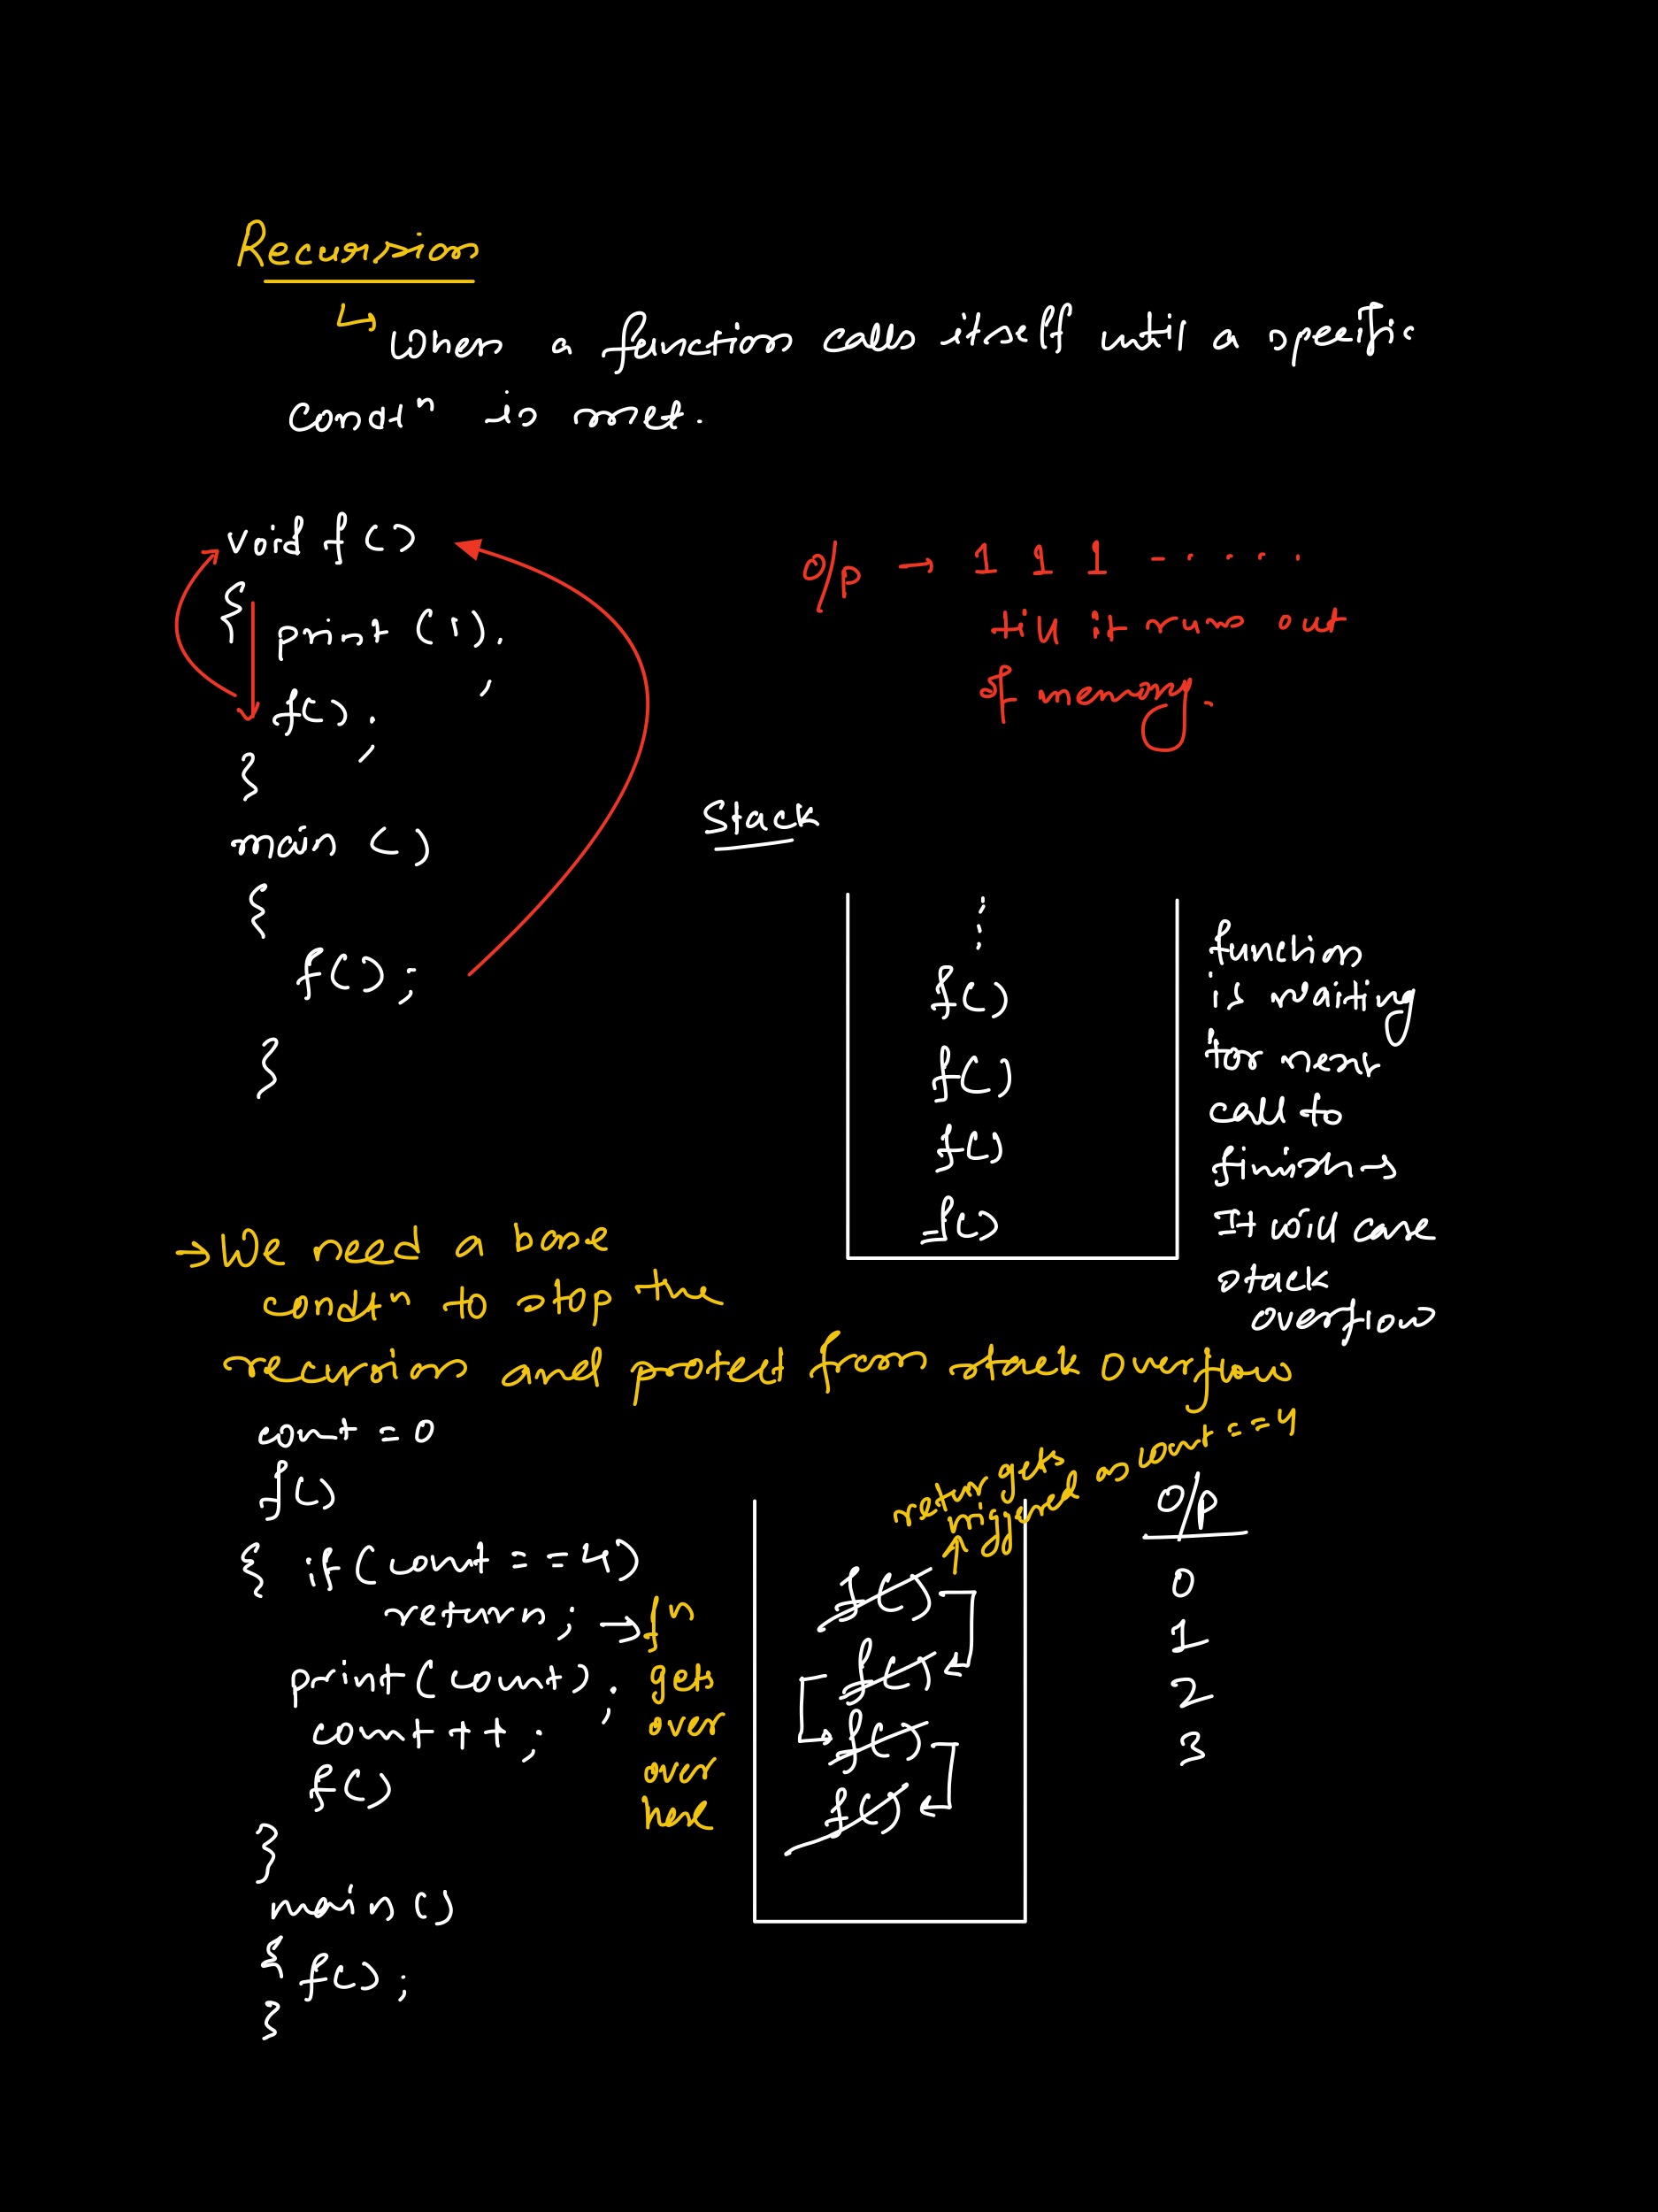 Recursion
↳ When a function calls itself until a specific
condtⁿ is met.
void f()
{
print (1);
f();
}
main ()
{
f();
}
O/p → 1 1 1 - . . . . .
till it runs out
of memory.
Stack
f()
f()
f()
f()
function
is waiting
for next
call to
finish →
It will case
stack
overflow
→ We need a base
condtⁿ to stop the
recursion and protect from stack overflow
count = 0
f()
{ if (count == 4)
return; → fⁿ
gets
over
over
here
print(count);
count++;
f()
}
main()
{ f();
}
return gets
triggered as count == 4
f()
f()
f()
f()
O/p
0
1
2
3